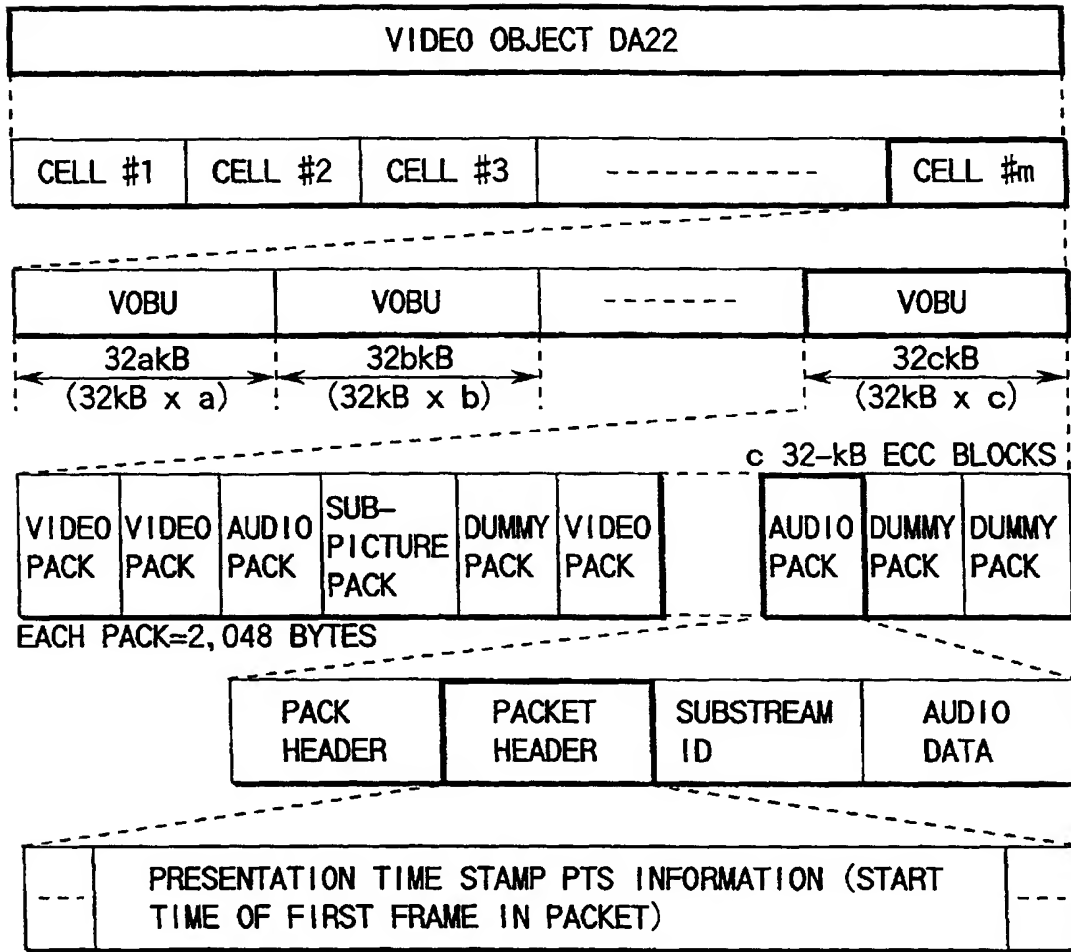 VIDEO OBJECT DA22
CELL #1 CELL #2 CELL #3 ------------ CELL #m
VOBU VOBU ------- VOBU
32akB 32bkB 32ckB
(32kB x a) (32kB x b) (32kB x c)
c 32-kB ECC BLOCKS
VIDEO PACK
VIDEO PACK
AUDIO PACK
SUB-
PICTURE
PACK
DUMMY PACK
VIDEO PACK
AUDIO PACK
DUMMY PACK
DUMMY PACK
EACH PACK=2,048 BYTES
PACK
HEADER
PACKET
HEADER
SUBSTREAM
ID
AUDIO
DATA
--- PRESENTATION TIME STAMP PTS INFORMATION (START ---
TIME OF FIRST FRAME IN PACKET)